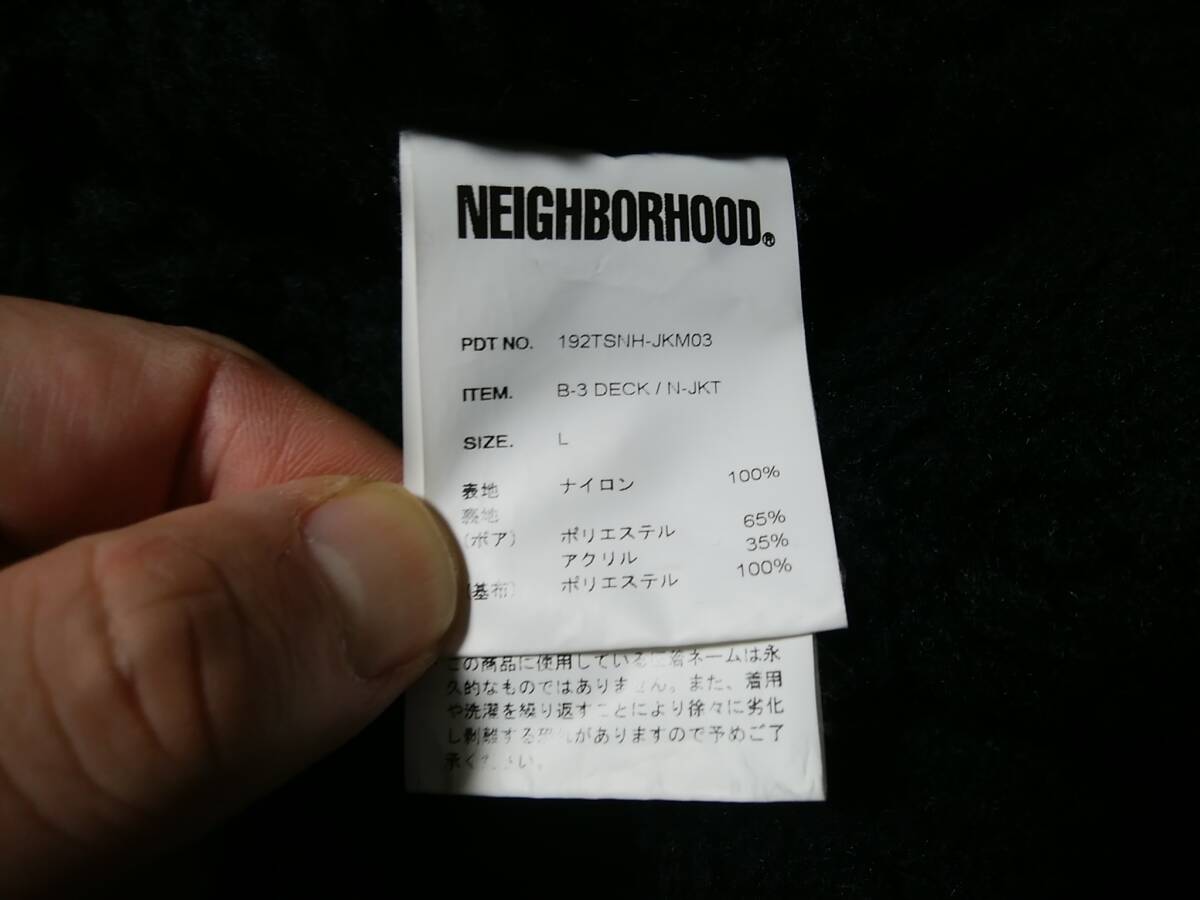 NEIGHBORHOOD®
PDT NO. 192TSNH-JKM03
ITEM. B-3 DECK / N-JKT
SIZE. L
表地 ナイロン 100%
裏地
(ボア) ポリエステル 65%
アクリル 35%
(基布) ポリエステル 100%
この商品に使用している圧着ネームは永
久的なものではありません。また、着用
や洗濯を繰り返すことにより徐々に劣化
し剥離する恐れがありますので予めご了
承ください。